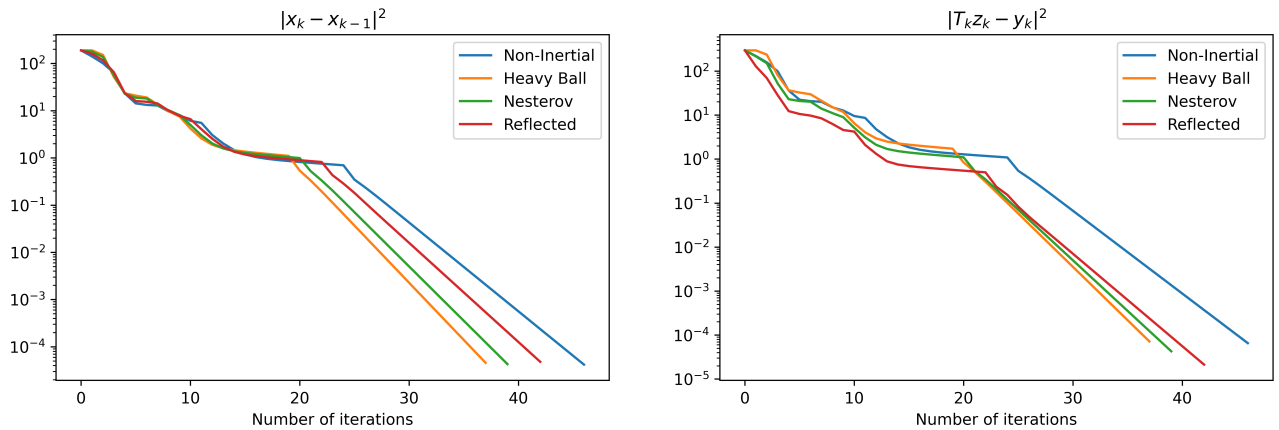 |x_k − x_{k−1}|^2
10^2
10^1
10^0
10^−1
10^−2
10^−3
10^−4
0 10 20 30 40
Number of iterations
Non-Inertial
Heavy Ball
Nesterov
Reflected
|T_k z_k − y_k|^2
10^2
10^1
10^0
10^−1
10^−2
10^−3
10^−4
10^−5
0 10 20 30 40
Number of iterations
Non-Inertial
Heavy Ball
Nesterov
Reflected